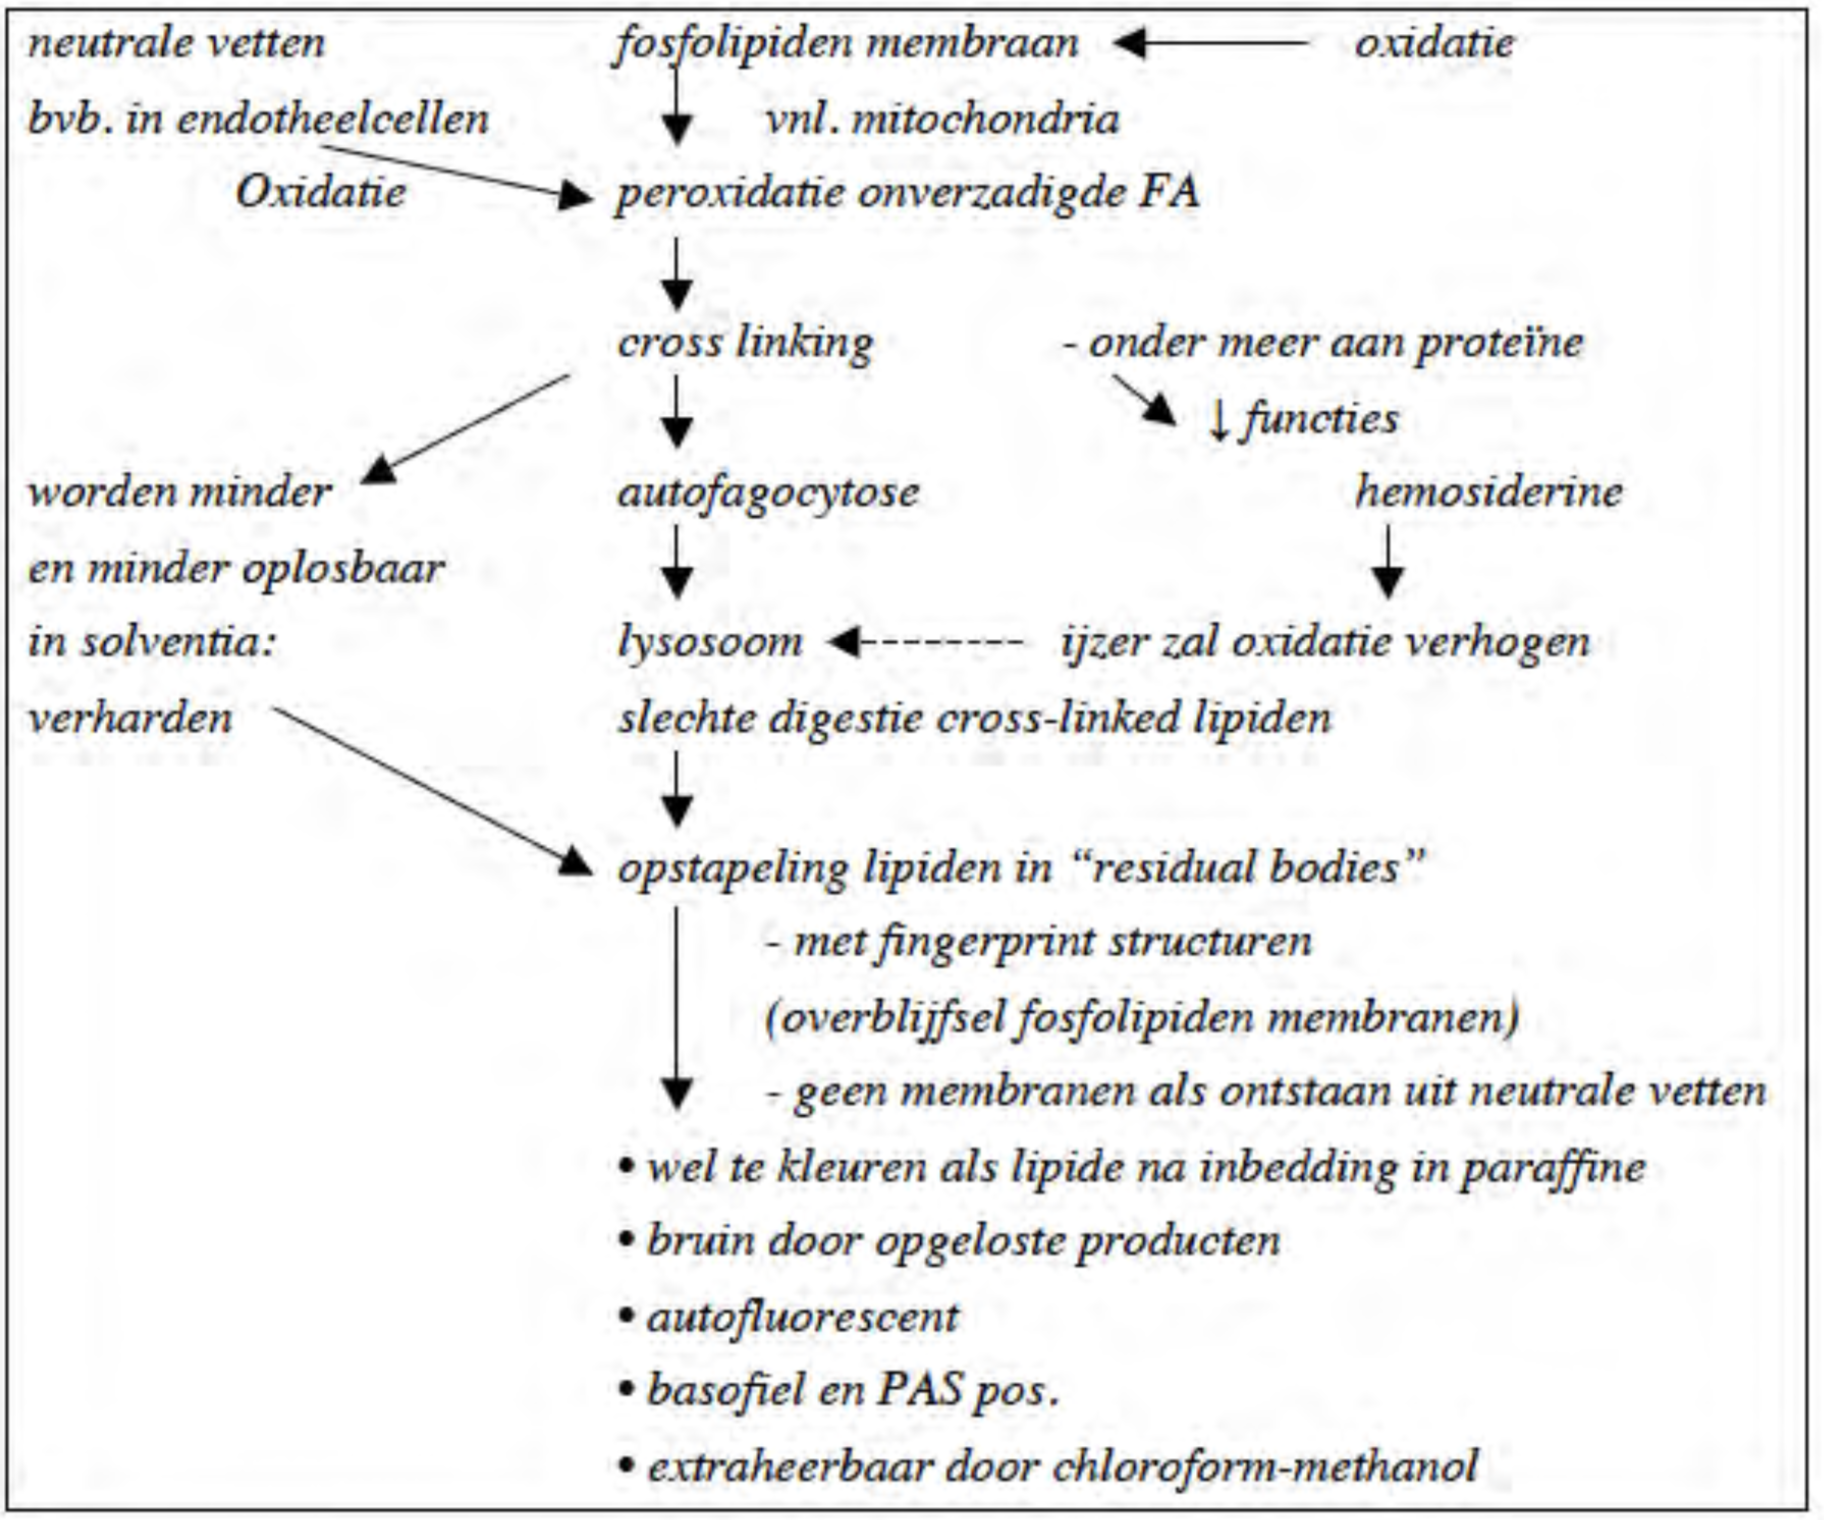 neutrale vetten fosfolipiden membraan oxidatie
bvb. in endotheelcellen vnl. mitochondria
Oxidatie peroxidatie onverzadigde FA
cross linking - onder meer aan proteïne
↓ functies
worden minder autofagocytose hemosiderine
en minder oplosbaar
in solventia: lysosoom ijzer zal oxidatie verhogen
verharden slechte digestie cross-linked lipiden
opstapeling lipiden in “residual bodies”
- met fingerprint structuren
(overblijfsel fosfolipiden membranen)
- geen membranen als ontstaan uit neutrale vetten
• wel te kleuren als lipide na inbedding in paraffine
• bruin door opgeloste producten
• autofluorescent
• basofiel en PAS pos.
• extraheerbaar door chloroform-methanol